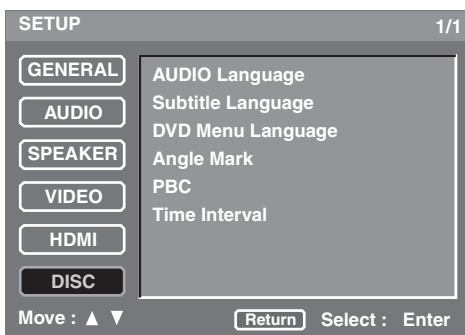 SETUP 1/1
GENERAL
AUDIO
SPEAKER
VIDEO
HDMI
DISC
AUDIO Language
Subtitle Language
DVD Menu Language
Angle Mark
PBC
Time Interval
Move : ▲ ▼ Return Select : Enter